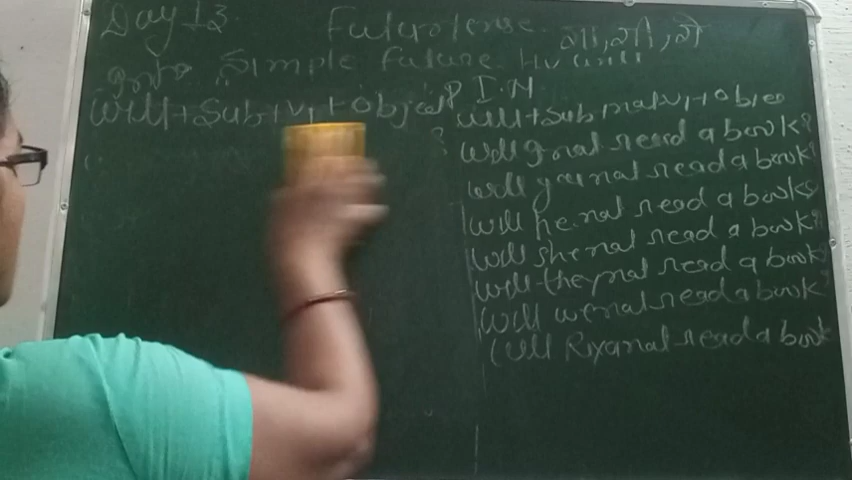 Day 13. Future tense. गा, गी, गे
Simple Future Hv will
will + Sub + V1 + Object P I.N
? will + Sub + not + V1 + objec
will I not read a book?
will you not read a book?
will he not read a book?
will she not read a book?
will they not read a book?
will we not read a book?
will Riya not read a book